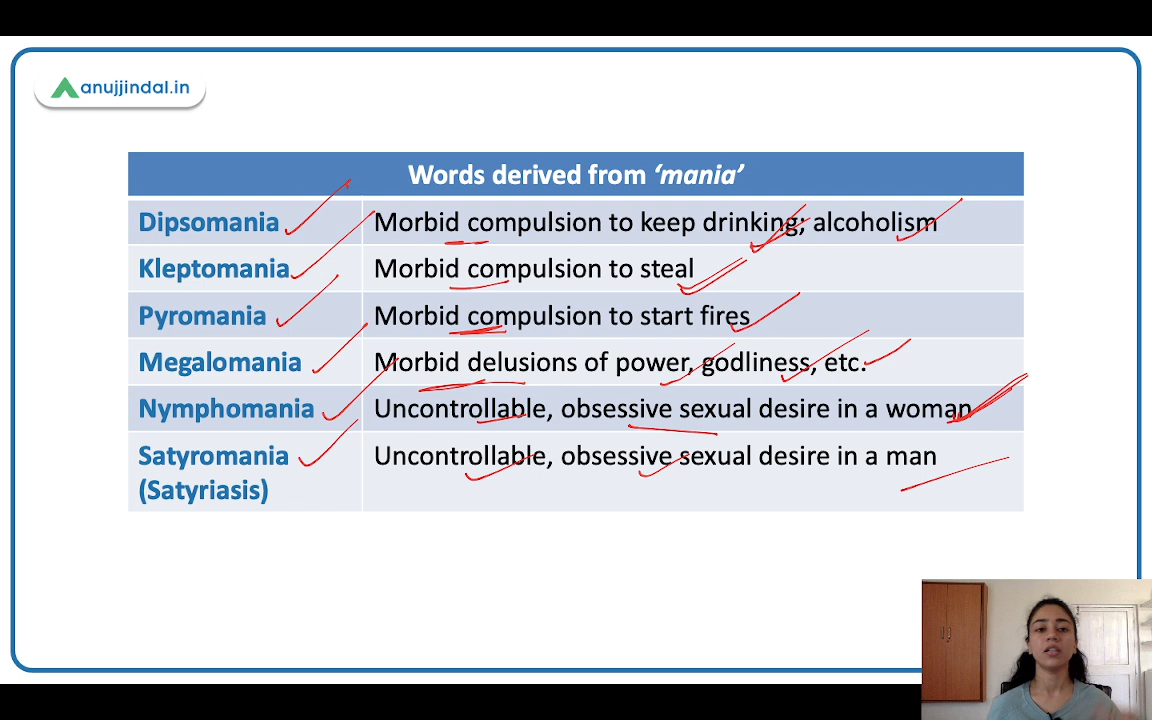 anujjindal.in
Words derived from ‘mania’
Dipsomania Morbid compulsion to keep drinking; alcoholism
Kleptomania Morbid compulsion to steal
Pyromania Morbid compulsion to start fires
Megalomania Morbid delusions of power, godliness, etc.
Nymphomania Uncontrollable, obsessive sexual desire in a woman
Satyromania Uncontrollable, obsessive sexual desire in a man
(Satyriasis)